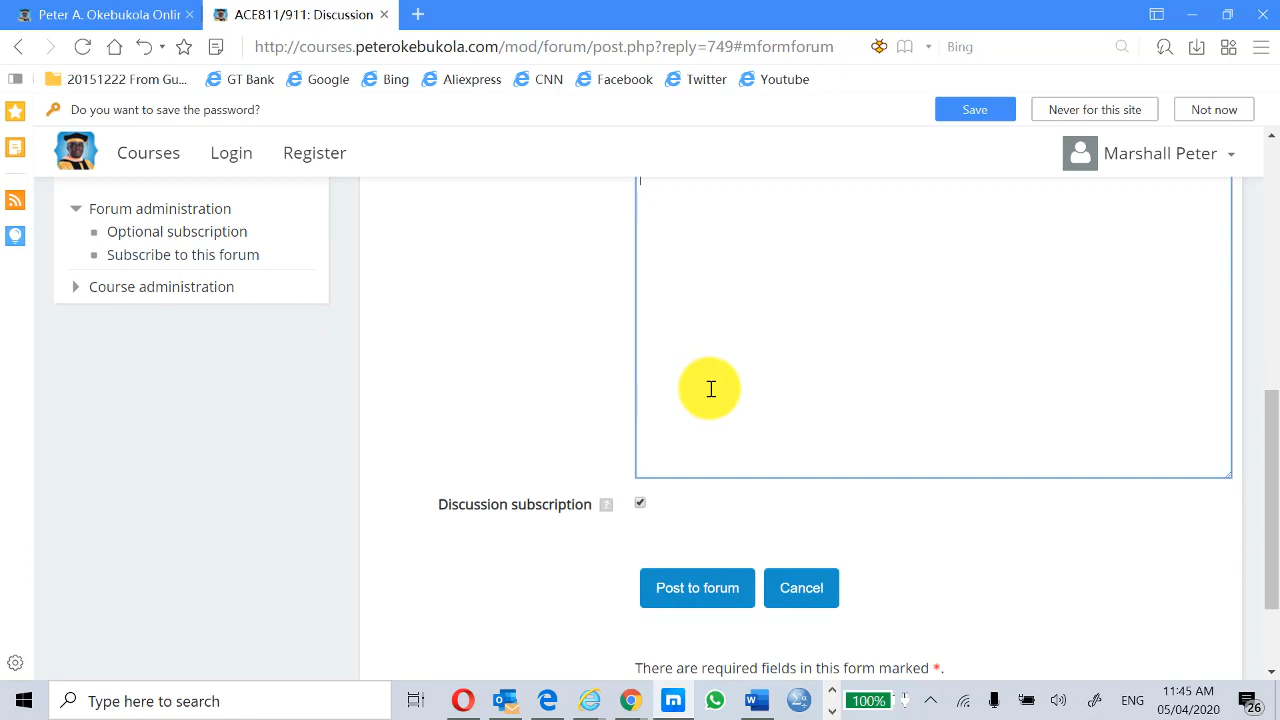 Peter A. Okebukola Onlin
ACE811/911: Discussion
http://courses.peterokebukola.com/mod/forum/post.php?reply=749#mformforum
Bing
20151222 From Gu...
GT Bank
Google
Bing
Aliexpress
CNN
Facebook
Twitter
Youtube
Do you want to save the password?
Save
Never for this site
Not now
Courses
Login
Register
Marshall Peter
Forum administration
Optional subscription
Subscribe to this forum
Course administration
Discussion subscription ?
Post to forum
Cancel
There are required fields in this form marked *.
Type here to search
100%
ENG
11:45 AM
05/04/2020
26